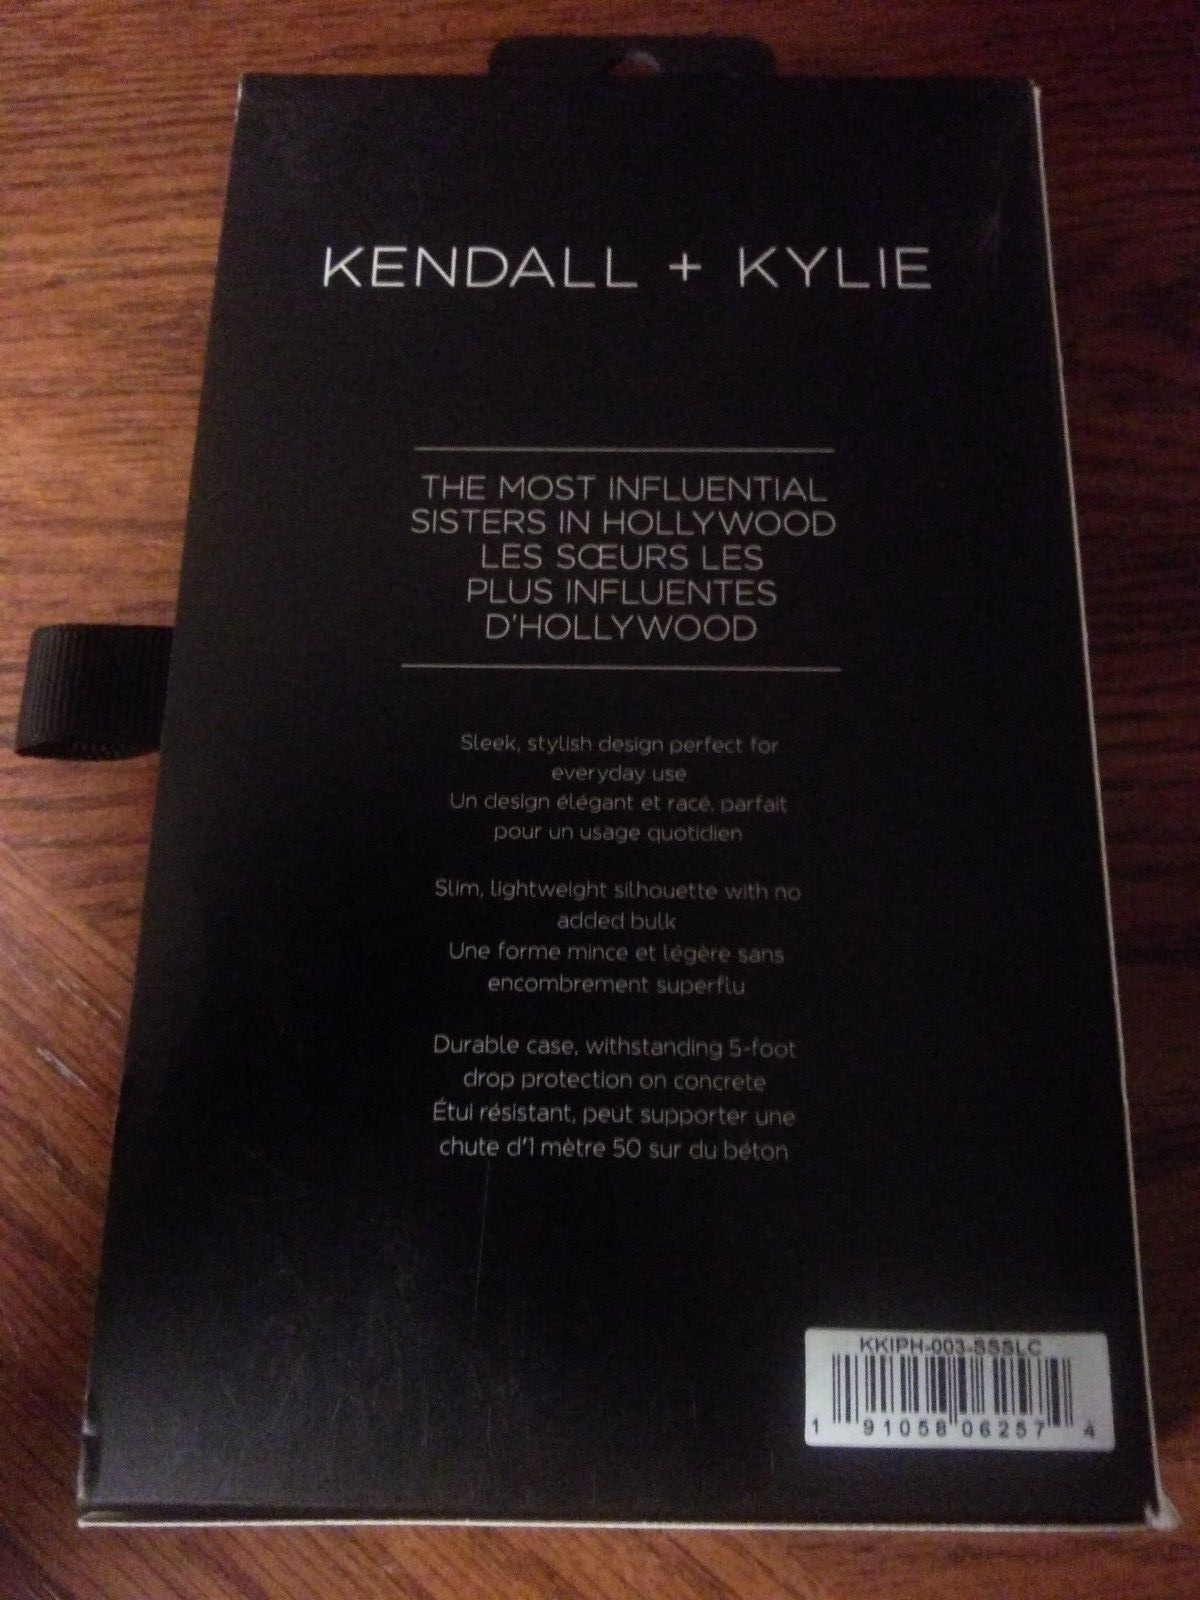 KENDALL + KYLIE
THE MOST INFLUENTIAL
SISTERS IN HOLLYWOOD
LES SŒURS LES
PLUS INFLUENTES
D'HOLLYWOOD
Sleek, stylish design perfect for
everyday use
Un design élégant et racé, parfait
pour un usage quotidien
Slim, lightweight silhouette with no
added bulk
Une forme mince et légère sans
encombrement superflu
Durable case, withstanding 5-foot
drop protection on concrete
Étui résistant, peut supporter une
chute d'1 mètre 50 sur du béton
KKIPH-003-SSSLC
1 91058 06257 4